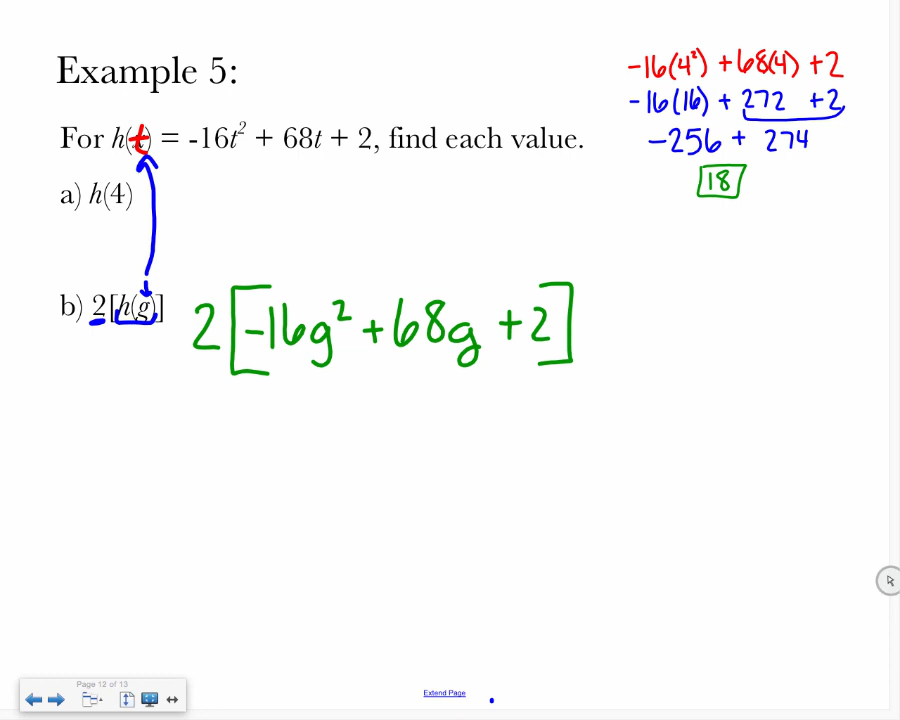 Example 5:
-16(4²) + 68(4) + 2
-16(16) + 272 + 2
For h(t) = -16t² + 68t + 2, find each value.
-256 + 274
18
a) h(4)
b) 2[h(g)] 2[-16g² + 68g + 2]
Page 12 of 13
Extend Page